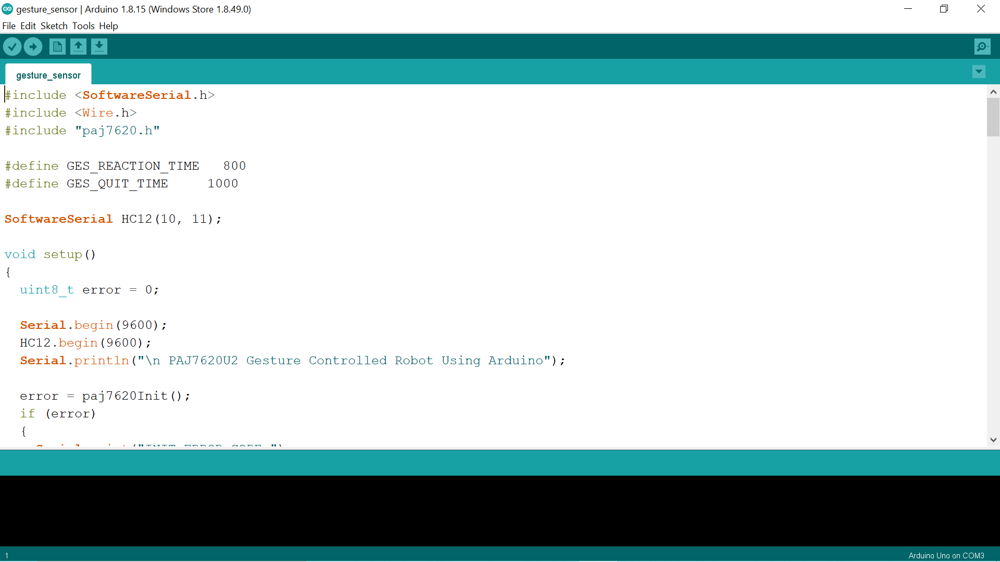 gesture_sensor | Arduino 1.8.15 (Windows Store 1.8.49.0)
File Edit Sketch Tools Help
gesture_sensor
#include <SoftwareSerial.h>
#include <Wire.h>
#include "paj7620.h"
#define GES_REACTION_TIME   800
#define GES_QUIT_TIME     1000
SoftwareSerial HC12(10, 11);
void setup()
{
  uint8_t error = 0;
  Serial.begin(9600);
  HC12.begin(9600);
  Serial.println("\n PAJ7620U2 Gesture Controlled Robot Using Arduino");
  error = paj7620Init();
  if (error)
  {
1
Arduino Uno on COM3